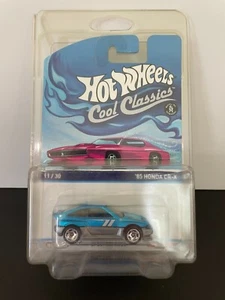 Hot Wheels
Cool Classics
11/30
'85 HONDA CR-X